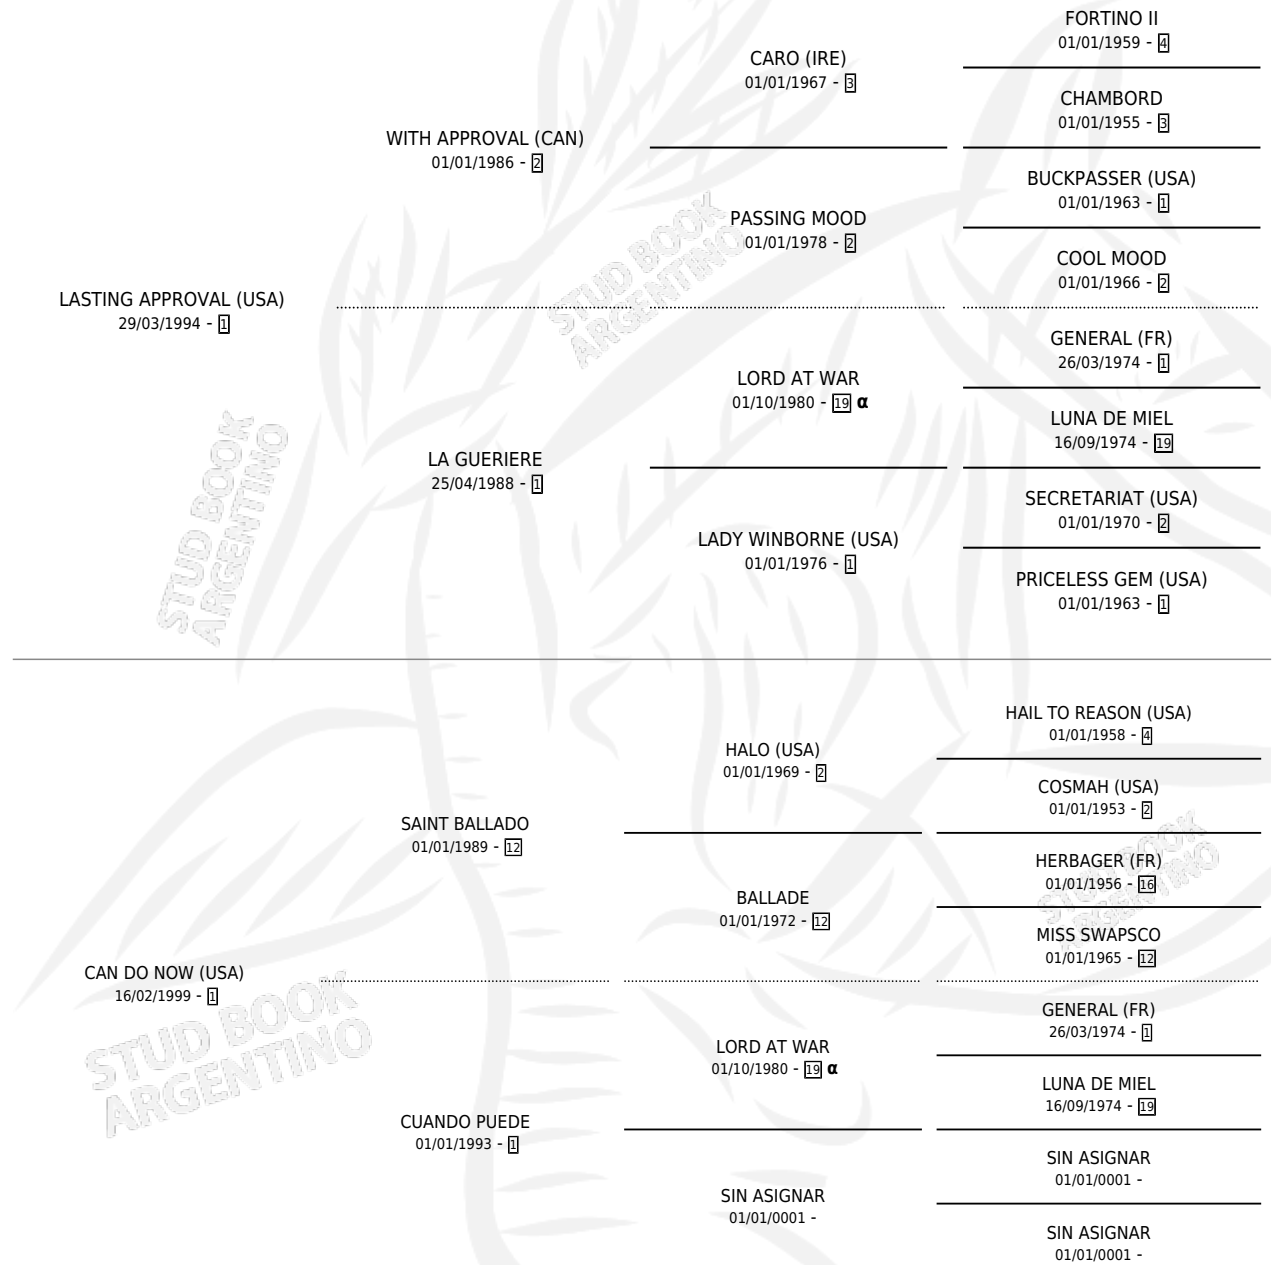 FORTINO II
01/01/1959 - 4
CARO (IRE)
01/01/1967 - 3
CHAMBORD
01/01/1955 - 3
WITH APPROVAL (CAN)
01/01/1986 - 2
BUCKPASSER (USA)
01/01/1963 - 1
PASSING MOOD
01/01/1978 - 2
COOL MOOD
01/01/1966 - 2
LASTING APPROVAL (USA)
29/03/1994 - 1
GENERAL (FR)
26/03/1974 - 1
LORD AT WAR
01/10/1980 - 19 α
LUNA DE MIEL
16/09/1974 - 19
LA GUERIERE
25/04/1988 - 1
SECRETARIAT (USA)
01/01/1970 - 2
LADY WINBORNE (USA)
01/01/1976 - 1
PRICELESS GEM (USA)
01/01/1963 - 1
HAIL TO REASON (USA)
01/01/1958 - 4
HALO (USA)
01/01/1969 - 2
COSMAH (USA)
01/01/1953 - 2
SAINT BALLADO
01/01/1989 - 12
HERBAGER (FR)
01/01/1956 - 16
BALLADE
01/01/1972 - 12
MISS SWAPSCO
01/01/1965 - 12
CAN DO NOW (USA)
16/02/1999 - 1
GENERAL (FR)
26/03/1974 - 1
LORD AT WAR
01/10/1980 - 19 α
LUNA DE MIEL
16/09/1974 - 19
CUANDO PUEDE
01/01/1993 - 1
SIN ASIGNAR
01/01/0001 -
SIN ASIGNAR
01/01/0001 -
SIN ASIGNAR
01/01/0001 -
STUD BOOK
ARGENTINO
STUD BOOK
ARGENTINO
STUD BOOK
ARGENTINO
STUD BOOK
ARGENTINO